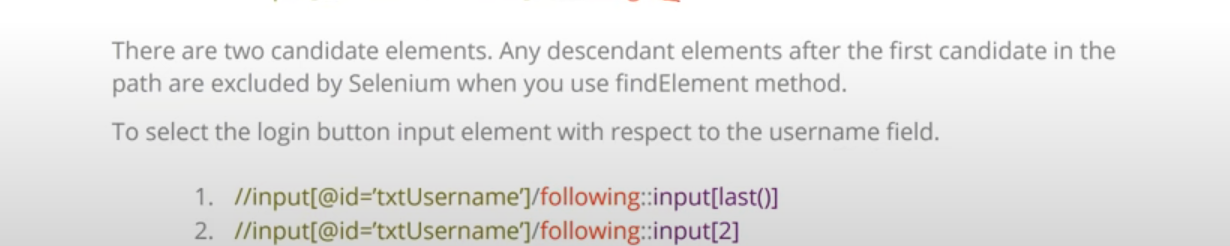 There are two candidate elements. Any descendant elements after the first candidate in the
path are excluded by Selenium when you use findElement method.
To select the login button input element with respect to the username field.
1. //input[@id=’txtUsername’]/following::input[last()]
2. //input[@id=’txtUsername’]/following::input[2]